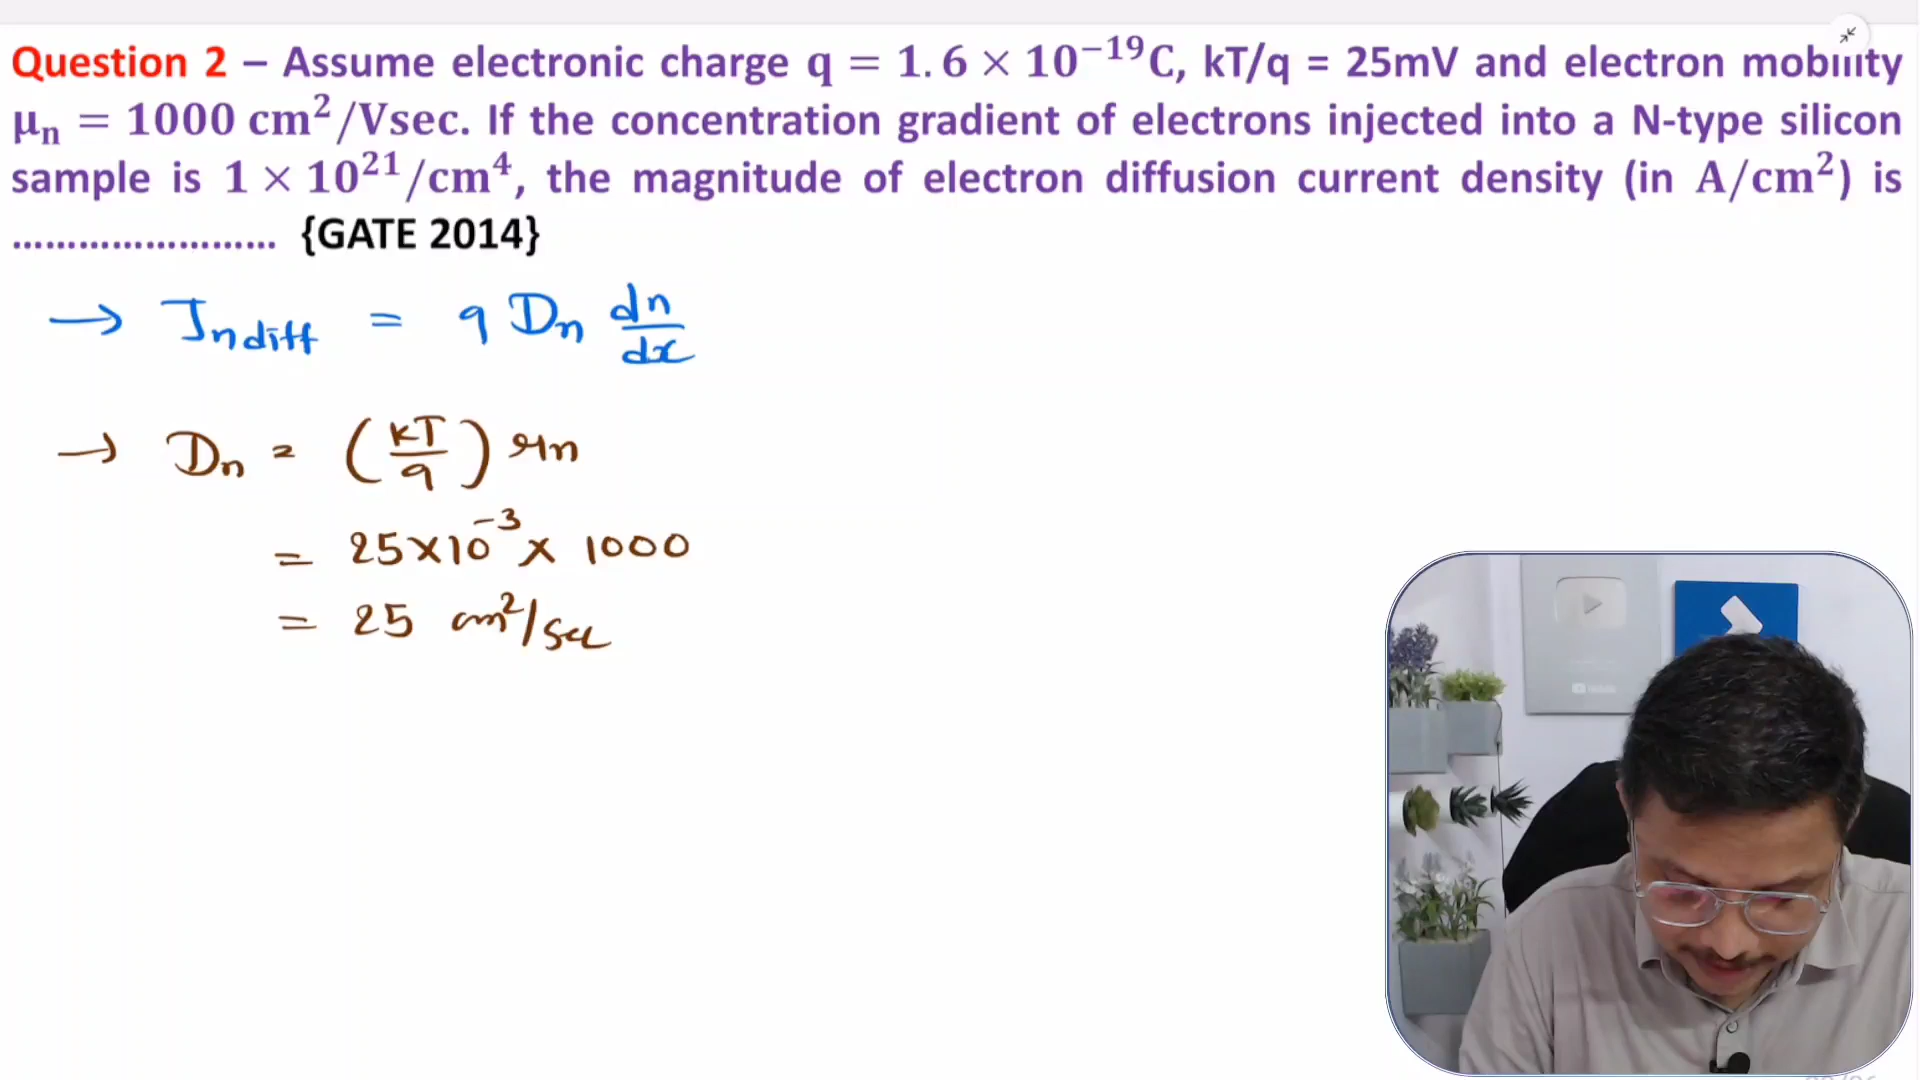 Question 2 – Assume electronic charge q = 1.6 × 10⁻¹⁹C, kT/q = 25mV and electron mobility
μₙ = 1000 cm²/Vsec. If the concentration gradient of electrons injected into a N-type silicon
sample is 1 × 10²¹/cm⁴, the magnitude of electron diffusion current density (in A/cm²) is
........................ {GATE 2014}
→ Jn diff = q Dn dn/dx
→ Dn = (kT/q) μn
= 25×10⁻³ × 1000
= 25 cm²/sec